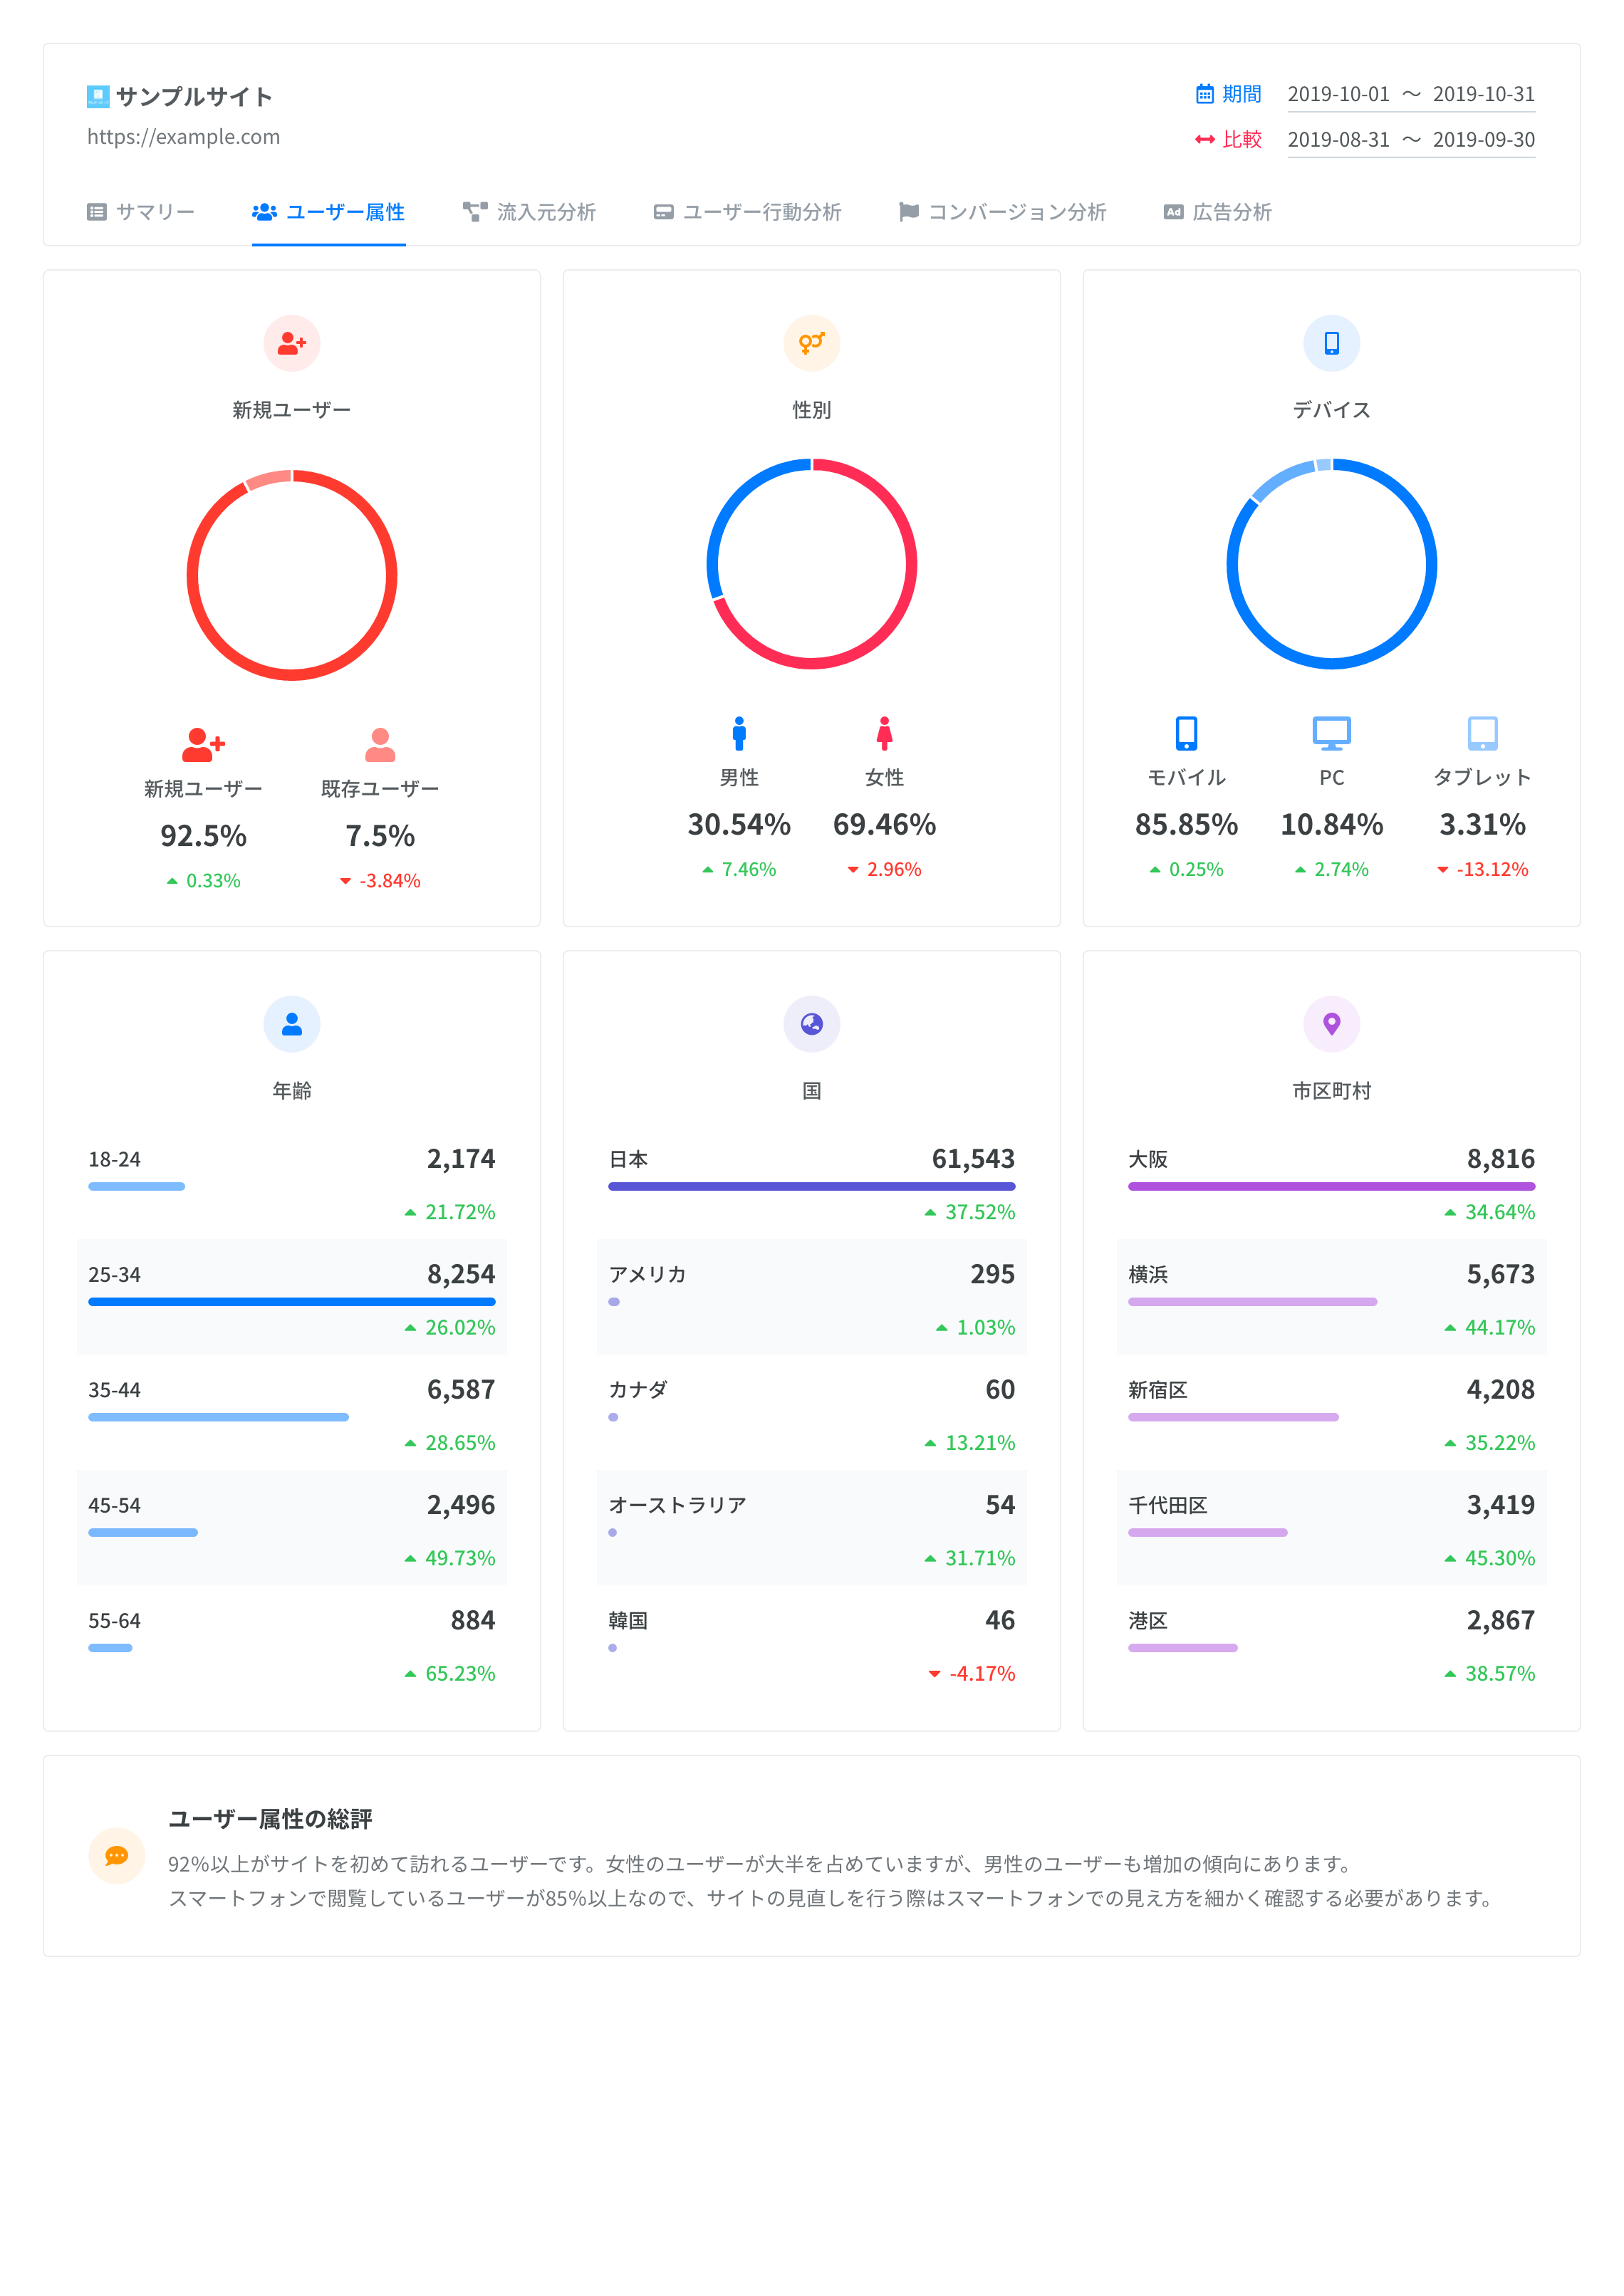 サンプルサイト
https://example.com
期間 2019-10-01 ～ 2019-10-31
比較 2019-08-31 ～ 2019-09-30
サマリー ユーザー属性 流入元分析 ユーザー行動分析 コンバージョン分析 Ad 広告分析
新規ユーザー
新規ユーザー 既存ユーザー
92.5% 7.5%
0.33% -3.84%
性別
男性 女性
30.54% 69.46%
7.46% 2.96%
デバイス
モバイル PC タブレット
85.85% 10.84% 3.31%
0.25% 2.74% -13.12%
年齢
18-24 2,174
21.72%
25-34 8,254
26.02%
35-44 6,587
28.65%
45-54 2,496
49.73%
55-64 884
65.23%
国
日本 61,543
37.52%
アメリカ 295
1.03%
カナダ 60
13.21%
オーストラリア 54
31.71%
韓国 46
-4.17%
市区町村
大阪 8,816
34.64%
横浜 5,673
44.17%
新宿区 4,208
35.22%
千代田区 3,419
45.30%
港区 2,867
38.57%
ユーザー属性の総評
92%以上がサイトを初めて訪れるユーザーです。女性のユーザーが大半を占めていますが、男性のユーザーも増加の傾向にあります。
スマートフォンで閲覧しているユーザーが85%以上なので、サイトの見直しを行う際はスマートフォンでの見え方を細かく確認する必要があります。